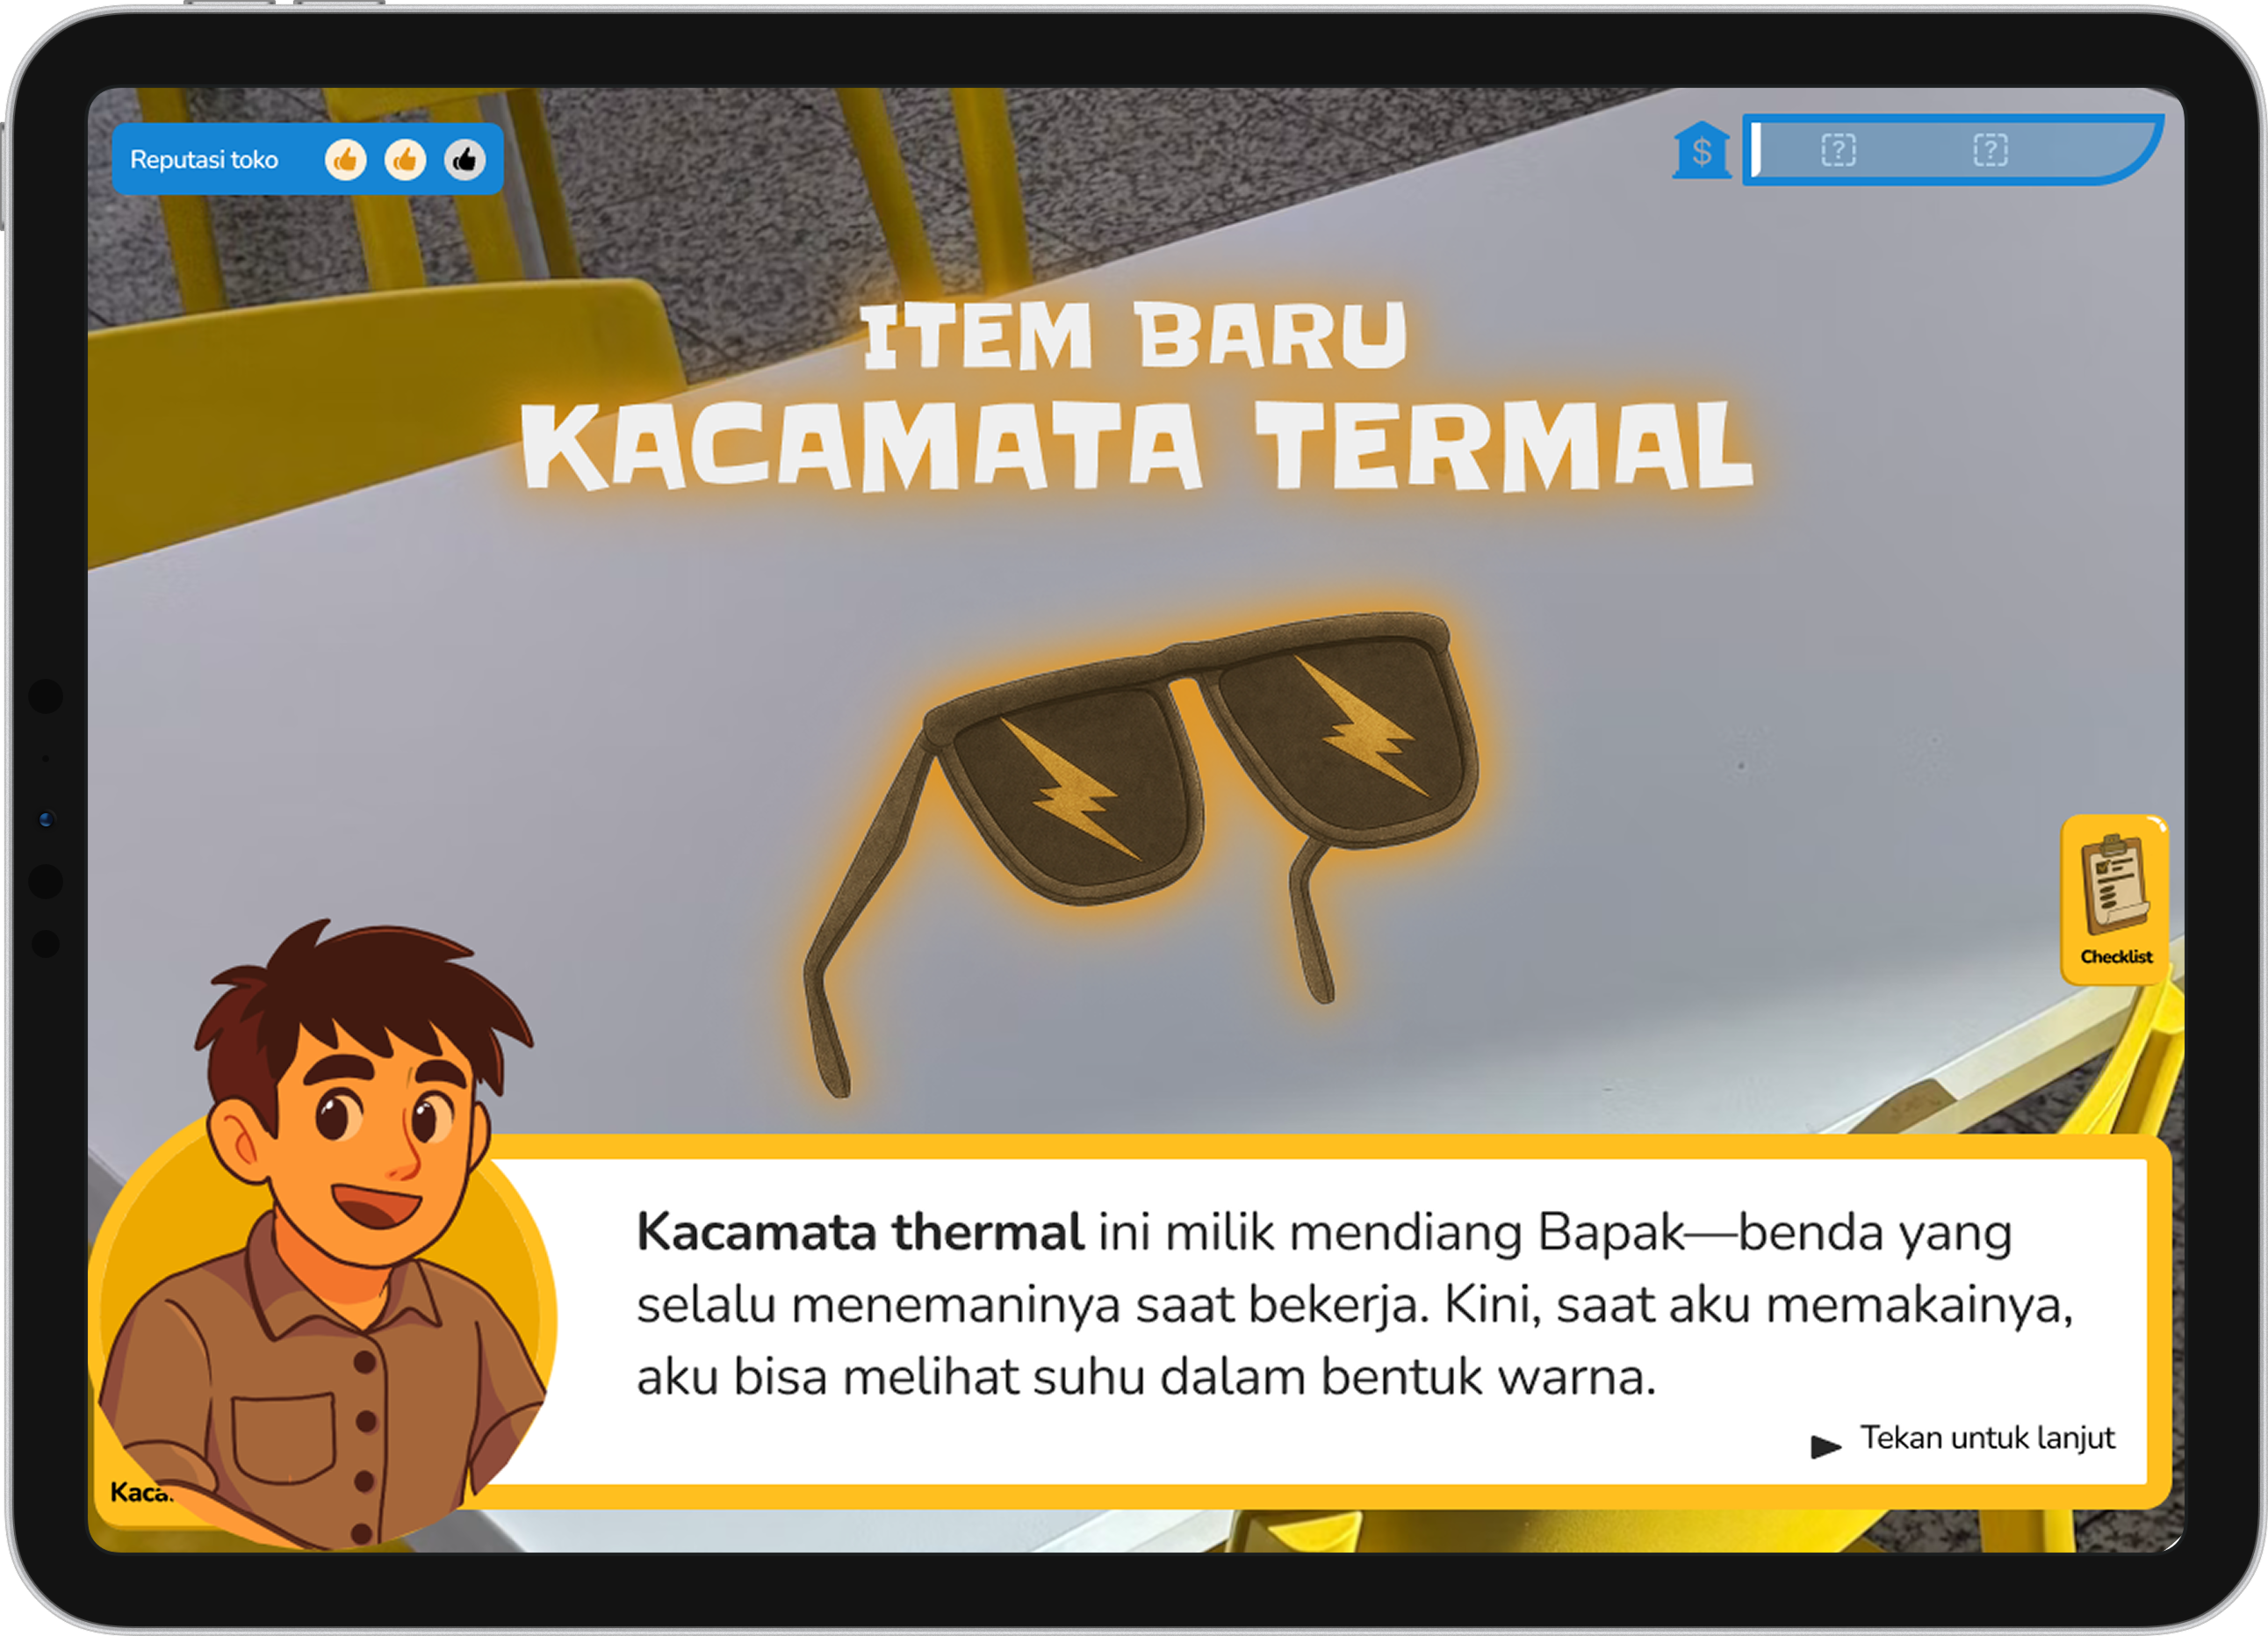 Reputasi toko
$ ? ?
ITEM BARU
KACAMATA TERMAL
Checklist
Kacamata thermal ini milik mendiang Bapak—benda yang
selalu menemaninya saat bekerja. Kini, saat aku memakainya,
aku bisa melihat suhu dalam bentuk warna.
Tekan untuk lanjut